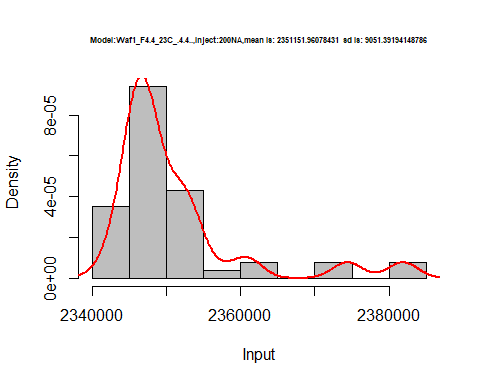 Model:Waf1_F4.4_23C_.4.4._Inject:200NA,mean is: 2351151.96078431 sd is: 9051.39194148786
Density
8e-05
4e-05
0e+00
2340000 2360000 2380000
Input